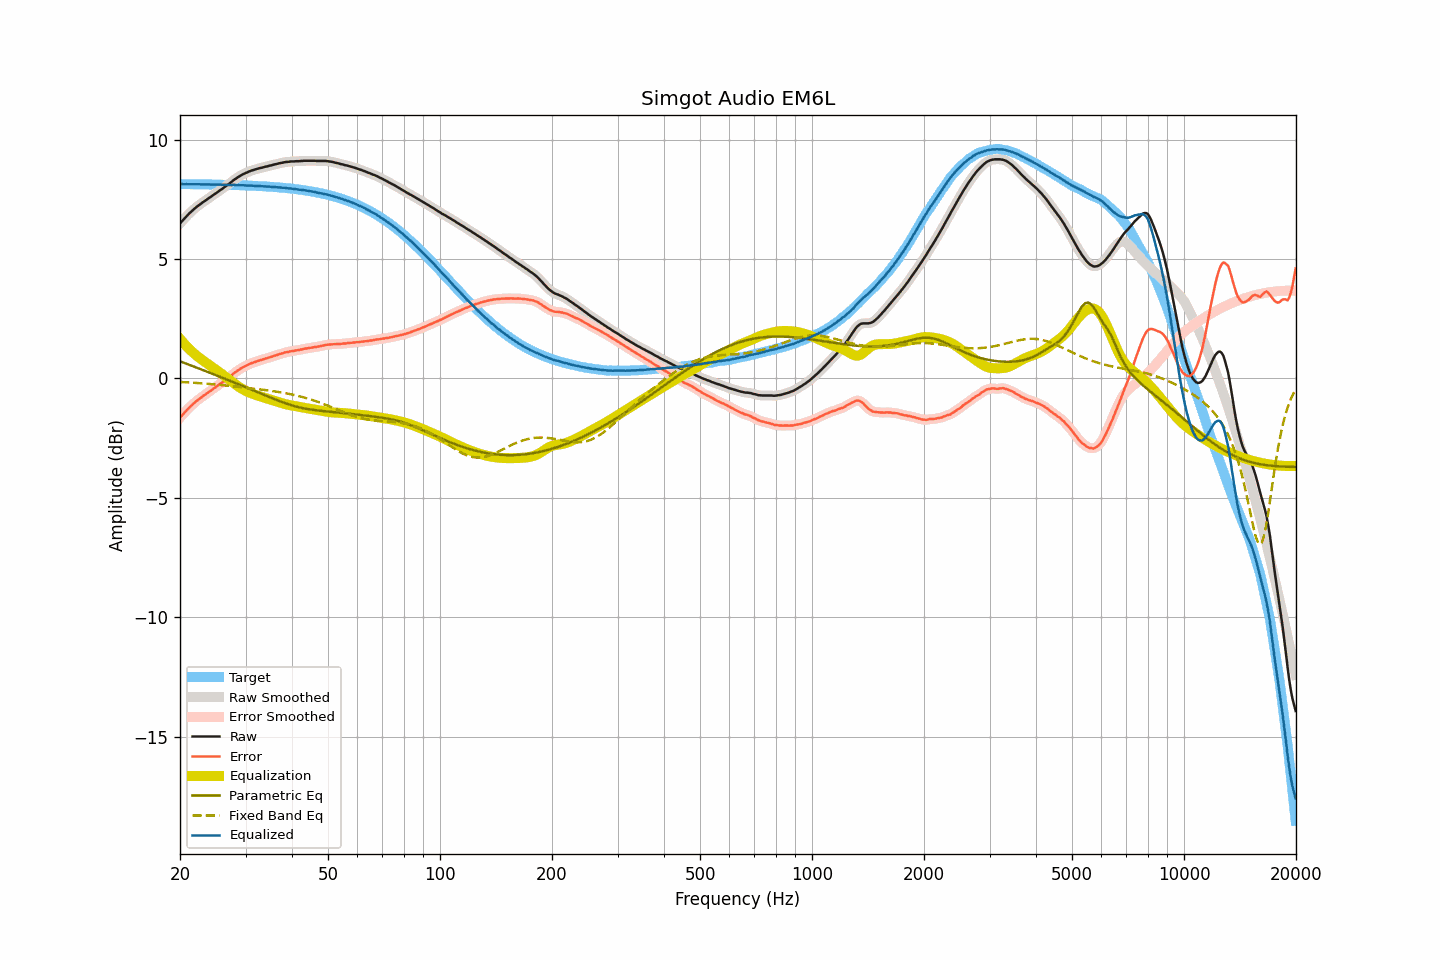 Simgot Audio EM6L
10
5
0
−5
−10
−15
Amplitude (dBr)
Target
Raw Smoothed
Error Smoothed
Raw
Error
Equalization
Parametric Eq
Fixed Band Eq
Equalized
20 50 100 200 500 1000 2000 5000 10000 20000
Frequency (Hz)